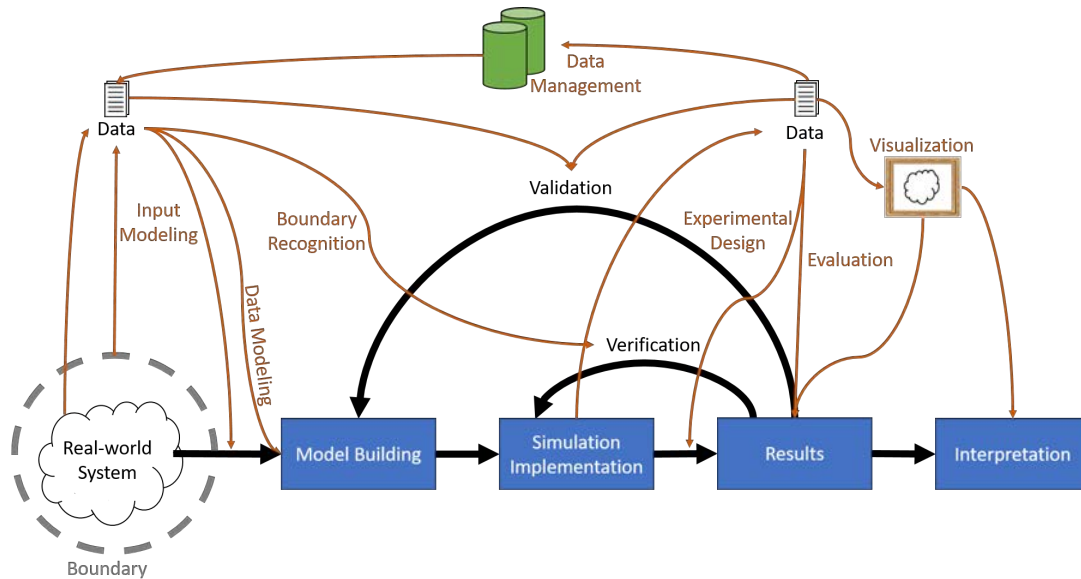 Data
Management
Data
Data
Visualization
Validation
Input
Modeling
Boundary
Recognition
Experimental
Design
Evaluation
Data Modeling
Verification
Real-world
System
Model Building
Simulation
Implementation
Results
Interpretation
Boundary